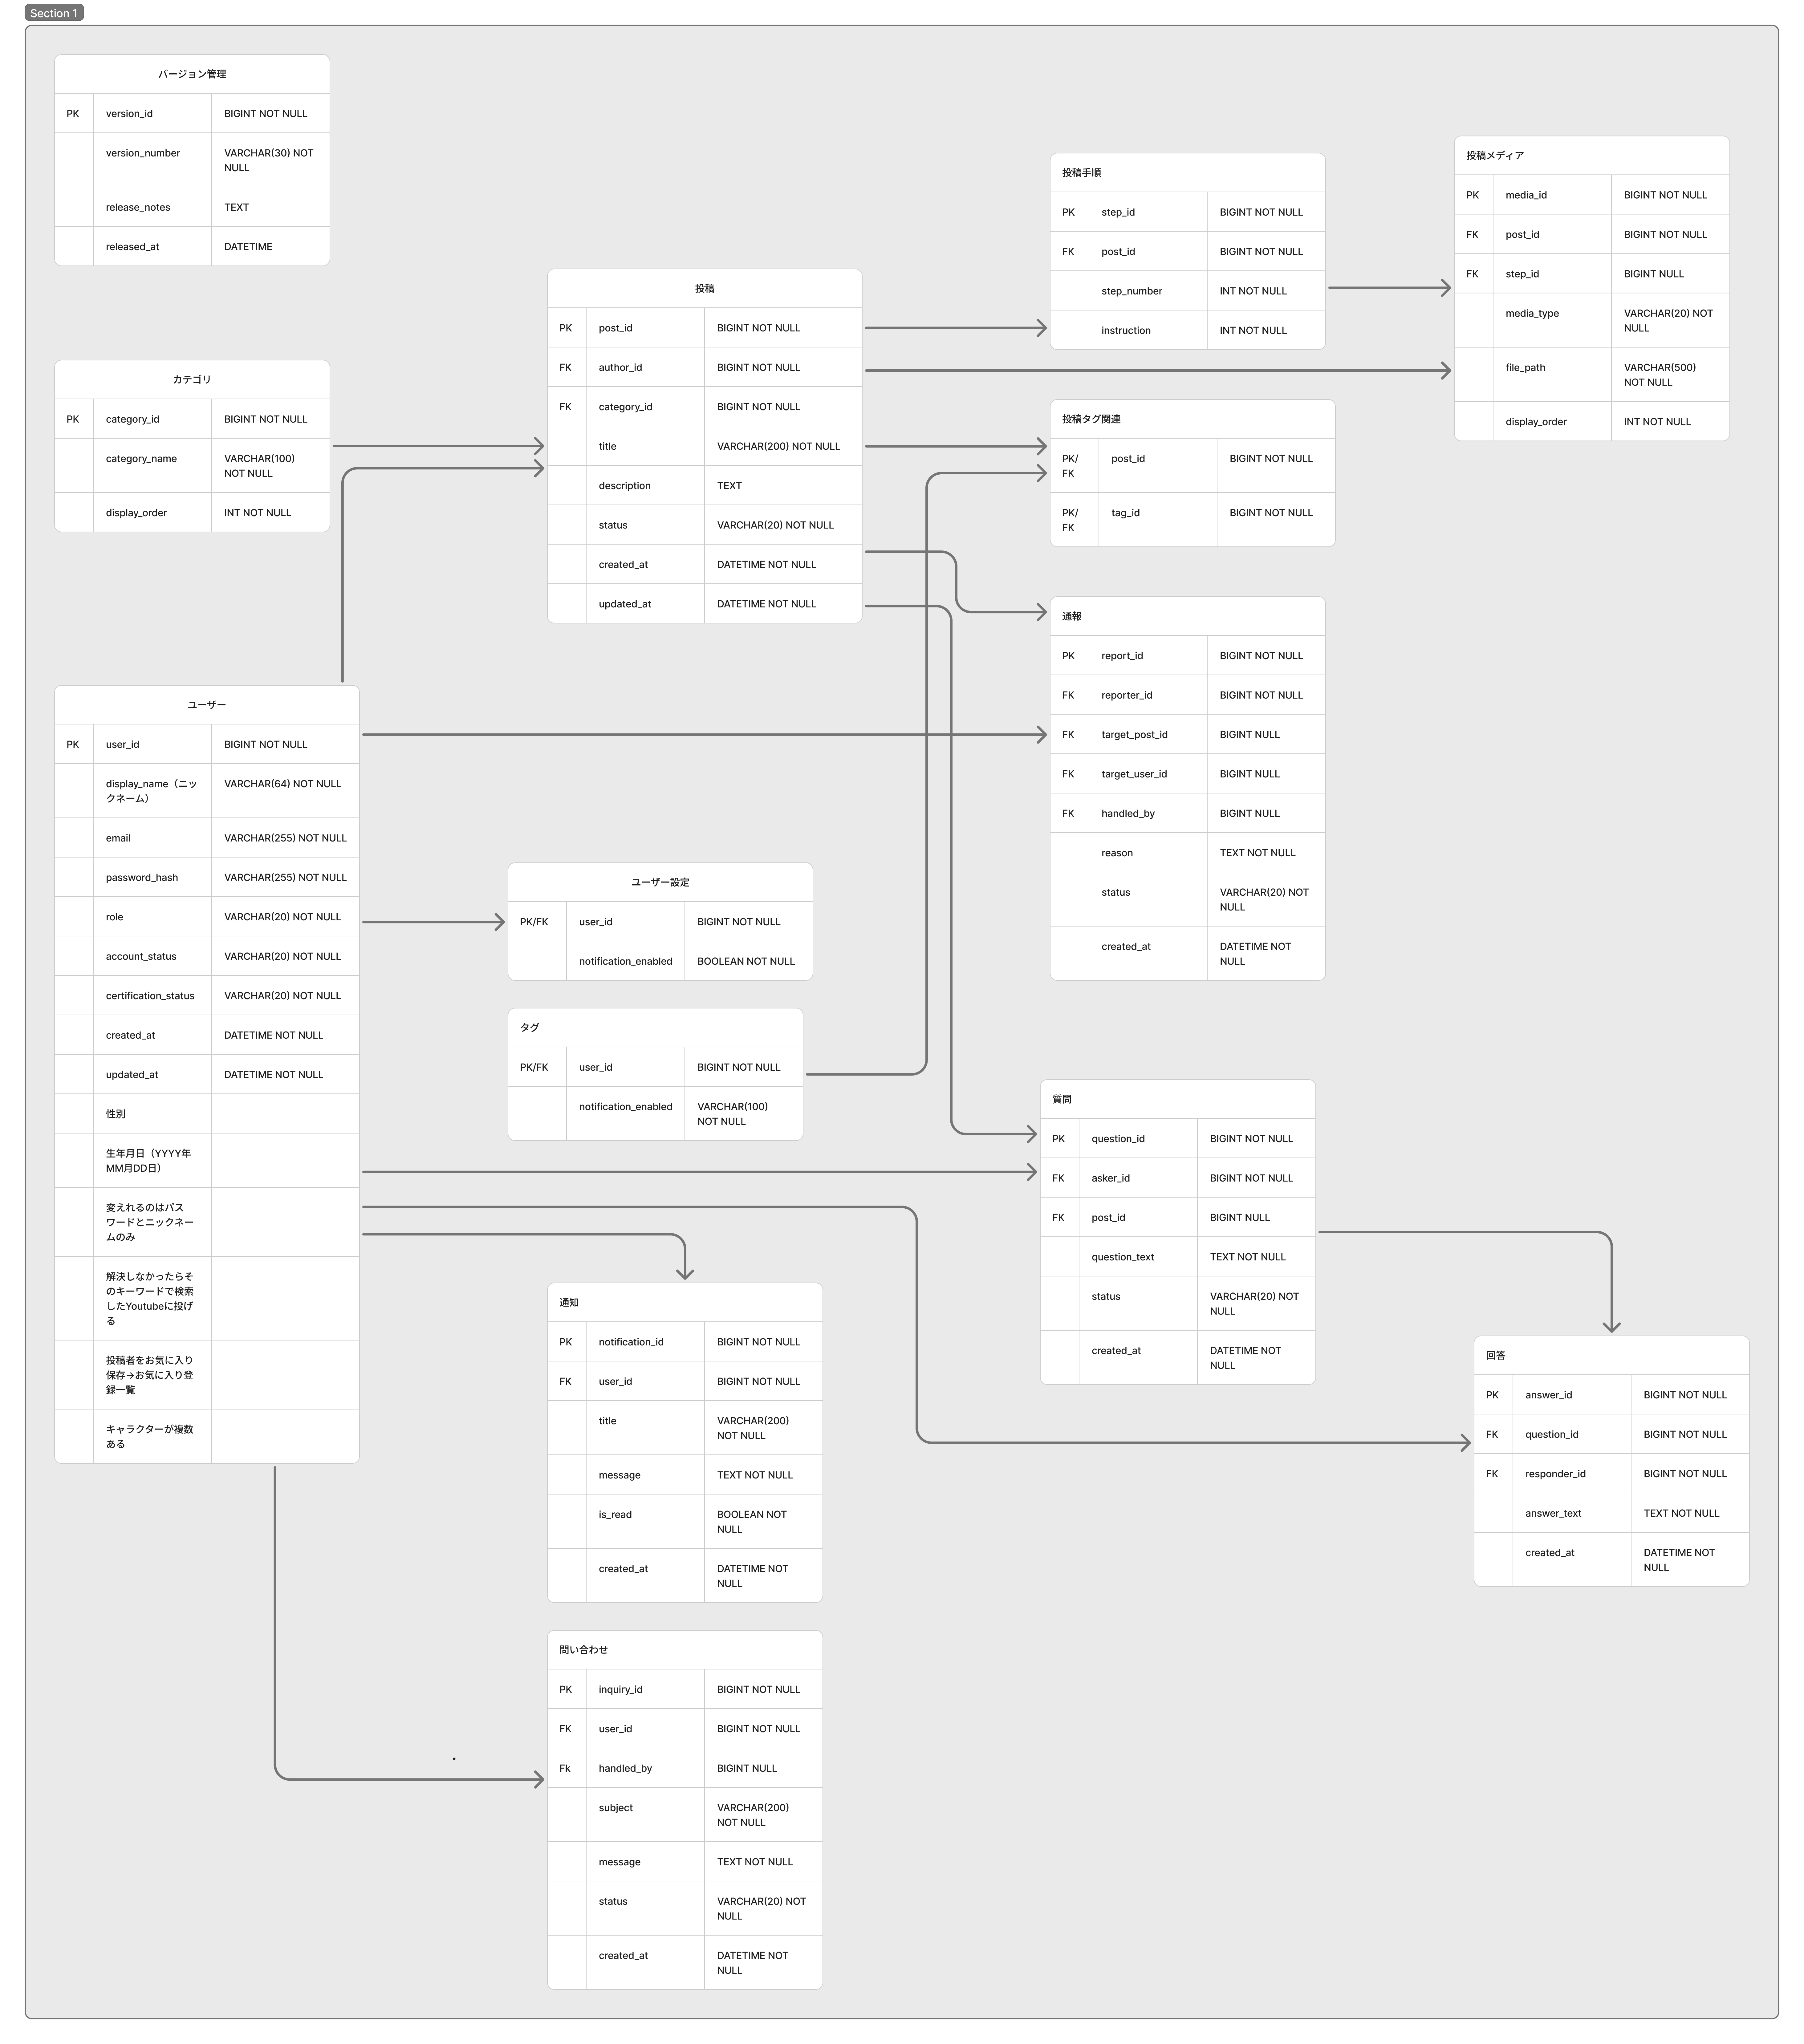 Section 1
バージョン管理
PK version_id BIGINT NOT NULL
version_number VARCHAR(30) NOT
NULL
release_notes TEXT
released_at DATETIME
カテゴリ
PK category_id BIGINT NOT NULL
category_name VARCHAR(100)
NOT NULL
display_order INT NOT NULL
ユーザー
PK user_id BIGINT NOT NULL
display_name（ニッ VARCHAR(64) NOT NULL
クネーム）
email VARCHAR(255) NOT NULL
password_hash VARCHAR(255) NOT NULL
role VARCHAR(20) NOT NULL
account_status VARCHAR(20) NOT NULL
certification_status VARCHAR(20) NOT NULL
created_at DATETIME NOT NULL
updated_at DATETIME NOT NULL
性別
生年月日（YYYY年
MM月DD日）
変えれるのはパス
ワードとニックネー
ムのみ
解決しなかったらそ
のキーワードで検索
したYoutubeに投げ
る
投稿者をお気に入り
保存→お気に入り登
録一覧
キャラクターが複数
ある
投稿
PK post_id BIGINT NOT NULL
FK author_id BIGINT NOT NULL
FK category_id BIGINT NOT NULL
title VARCHAR(200) NOT NULL
description TEXT
status VARCHAR(20) NOT NULL
created_at DATETIME NOT NULL
updated_at DATETIME NOT NULL
ユーザー設定
PK/FK user_id BIGINT NOT NULL
notification_enabled BOOLEAN NOT NULL
タグ
PK/FK user_id BIGINT NOT NULL
notification_enabled VARCHAR(100)
NOT NULL
通知
PK notification_id BIGINT NOT NULL
FK user_id BIGINT NOT NULL
title VARCHAR(200)
NOT NULL
message TEXT NOT NULL
is_read BOOLEAN NOT
NULL
created_at DATETIME NOT
NULL
問い合わせ
PK inquiry_id BIGINT NOT NULL
FK user_id BIGINT NOT NULL
Fk handled_by BIGINT NULL
subject VARCHAR(200)
NOT NULL
message TEXT NOT NULL
status VARCHAR(20) NOT
NULL
created_at DATETIME NOT
NULL
投稿手順
PK step_id BIGINT NOT NULL
FK post_id BIGINT NOT NULL
step_number INT NOT NULL
instruction INT NOT NULL
投稿タグ関連
PK/ post_id BIGINT NOT NULL
FK
PK/ tag_id BIGINT NOT NULL
FK
通報
PK report_id BIGINT NOT NULL
FK reporter_id BIGINT NOT NULL
FK target_post_id BIGINT NULL
FK target_user_id BIGINT NULL
FK handled_by BIGINT NULL
reason TEXT NOT NULL
status VARCHAR(20) NOT
NULL
created_at DATETIME NOT
NULL
質問
PK question_id BIGINT NOT NULL
FK asker_id BIGINT NOT NULL
FK post_id BIGINT NULL
question_text TEXT NOT NULL
status VARCHAR(20) NOT
NULL
created_at DATETIME NOT
NULL
投稿メディア
PK media_id BIGINT NOT NULL
FK post_id BIGINT NOT NULL
FK step_id BIGINT NULL
media_type VARCHAR(20) NOT
NULL
file_path VARCHAR(500)
NOT NULL
display_order INT NOT NULL
回答
PK answer_id BIGINT NOT NULL
FK question_id BIGINT NOT NULL
FK responder_id BIGINT NOT NULL
answer_text TEXT NOT NULL
created_at DATETIME NOT
NULL